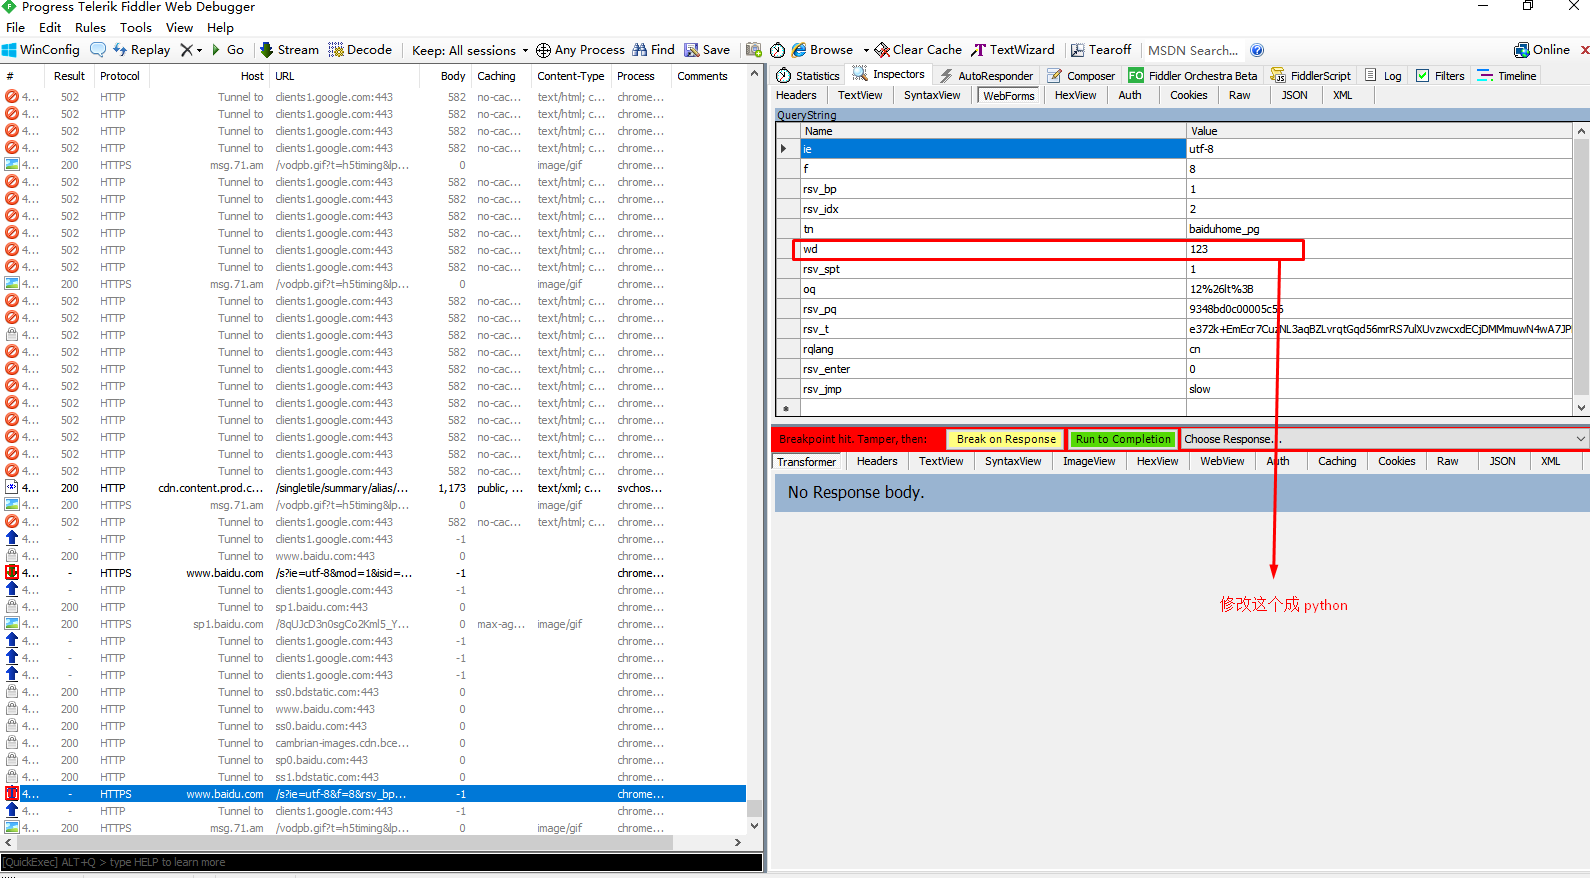 Progress Telerik Fiddler Web Debugger
File Edit Rules Tools View Help
WinConfig Replay Go Stream Decode Keep: All sessions Any Process Find Save Browse Clear Cache TextWizard Tearoff MSDN Search... Online
# Result Protocol Host URL Body Caching Content-Type Process Comments
4... 502 HTTP Tunnel to clients1.google.com:443 582 no-cac... text/html; c... chrome...
4... 502 HTTP Tunnel to clients1.google.com:443 582 no-cac... text/html; c... chrome...
4... 502 HTTP Tunnel to clients1.google.com:443 582 no-cac... text/html; c... chrome...
4... 502 HTTP Tunnel to clients1.google.com:443 582 no-cac... text/html; c... chrome...
4... 200 HTTPS msg.71.am /vodpb.gif?t=h5timing&lp... 0 image/gif chrome...
4... 502 HTTP Tunnel to clients1.google.com:443 582 no-cac... text/html; c... chrome...
4... 502 HTTP Tunnel to clients1.google.com:443 582 no-cac... text/html; c... chrome...
4... 502 HTTP Tunnel to clients1.google.com:443 582 no-cac... text/html; c... chrome...
4... 502 HTTP Tunnel to clients1.google.com:443 582 no-cac... text/html; c... chrome...
4... 502 HTTP Tunnel to clients1.google.com:443 582 no-cac... text/html; c... chrome...
4... 502 HTTP Tunnel to clients1.google.com:443 582 no-cac... text/html; c... chrome...
4... 200 HTTPS msg.71.am /vodpb.gif?t=h5timing&lp... 0 image/gif chrome...
4... 502 HTTP Tunnel to clients1.google.com:443 582 no-cac... text/html; c... chrome...
4... 502 HTTP Tunnel to clients1.google.com:443 582 no-cac... text/html; c... chrome...
4... 502 HTTP Tunnel to clients1.google.com:443 582 no-cac... text/html; c... chrome...
4... 502 HTTP Tunnel to clients1.google.com:443 582 no-cac... text/html; c... chrome...
4... 502 HTTP Tunnel to clients1.google.com:443 582 no-cac... text/html; c... chrome...
4... 502 HTTP Tunnel to clients1.google.com:443 582 no-cac... text/html; c... chrome...
4... 502 HTTP Tunnel to clients1.google.com:443 582 no-cac... text/html; c... chrome...
4... 502 HTTP Tunnel to clients1.google.com:443 582 no-cac... text/html; c... chrome...
4... 502 HTTP Tunnel to clients1.google.com:443 582 no-cac... text/html; c... chrome...
4... 502 HTTP Tunnel to clients1.google.com:443 582 no-cac... text/html; c... chrome...
4... 502 HTTP Tunnel to clients1.google.com:443 582 no-cac... text/html; c... chrome...
4... 200 HTTP cdn.content.prod.c... /singletile/summary/alias/... 1,173 public, ... text/xml; c... svchos...
4... 200 HTTPS msg.71.am /vodpb.gif?t=h5timing&lp... 0 image/gif chrome...
4... 502 HTTP Tunnel to clients1.google.com:443 582 no-cac... text/html; c... chrome...
4... - HTTP Tunnel to clients1.google.com:443 -1 chrome...
4... 200 HTTP Tunnel to www.baidu.com:443 0 chrome...
4... - HTTPS www.baidu.com /s?ie=utf-8&mod=1&isid=... -1 chrome...
4... - HTTP Tunnel to clients1.google.com:443 -1 chrome...
4... 200 HTTP Tunnel to sp1.baidu.com:443 0 chrome...
4... 200 HTTPS sp1.baidu.com /8qUJcD3n0sgCo2Kml5_Y... 0 max-ag... image/gif chrome...
4... - HTTP Tunnel to clients1.google.com:443 -1 chrome...
4... - HTTP Tunnel to clients1.google.com:443 -1 chrome...
4... - HTTP Tunnel to clients1.google.com:443 -1 chrome...
4... 200 HTTP Tunnel to ss0.bdstatic.com:443 0 chrome...
4... 200 HTTP Tunnel to www.baidu.com:443 0 chrome...
4... 200 HTTP Tunnel to ss0.baidu.com:443 0 chrome...
4... 200 HTTP Tunnel to cambrian-images.cdn.bce... 0 chrome...
4... 200 HTTP Tunnel to sp0.baidu.com:443 0 chrome...
4... 200 HTTP Tunnel to ss1.bdstatic.com:443 0 chrome...
4... - HTTPS www.baidu.com /s?ie=utf-8&f=8&rsv_bp... -1 chrome...
4... - HTTP Tunnel to clients1.google.com:443 -1 chrome...
4... 200 HTTPS msg.71.am /vodpb.gif?t=h5timing&lp... 0 image/gif chrome...
[QuickExec] ALT+Q > type HELP to learn more
Statistics Inspectors AutoResponder Composer FO Fiddler Orchestra Beta FiddlerScript Log Filters Timeline
Headers TextView SyntaxView WebForms HexView Auth Cookies Raw JSON XML
QueryString
Name Value
ie utf-8
f 8
rsv_bp 1
rsv_idx 2
tn baiduhome_pg
wd 123
rsv_spt 1
oq 12%26lt%3B
rsv_pq 9348bd0c00005c56
rsv_t e372k+EmEcr7CuzNL3aqBZLvrqtGqd56mrRS7ulXUvzwcxdECjDMMmuwN4wA7JP
rqlang cn
rsv_enter 0
rsv_jmp slow
Breakpoint hit. Tamper, then: Break on Response Run to Completion Choose Response...
Transformer Headers TextView SyntaxView ImageView HexView WebView Auth Caching Cookies Raw JSON XML
No Response body.
修改这个成 python